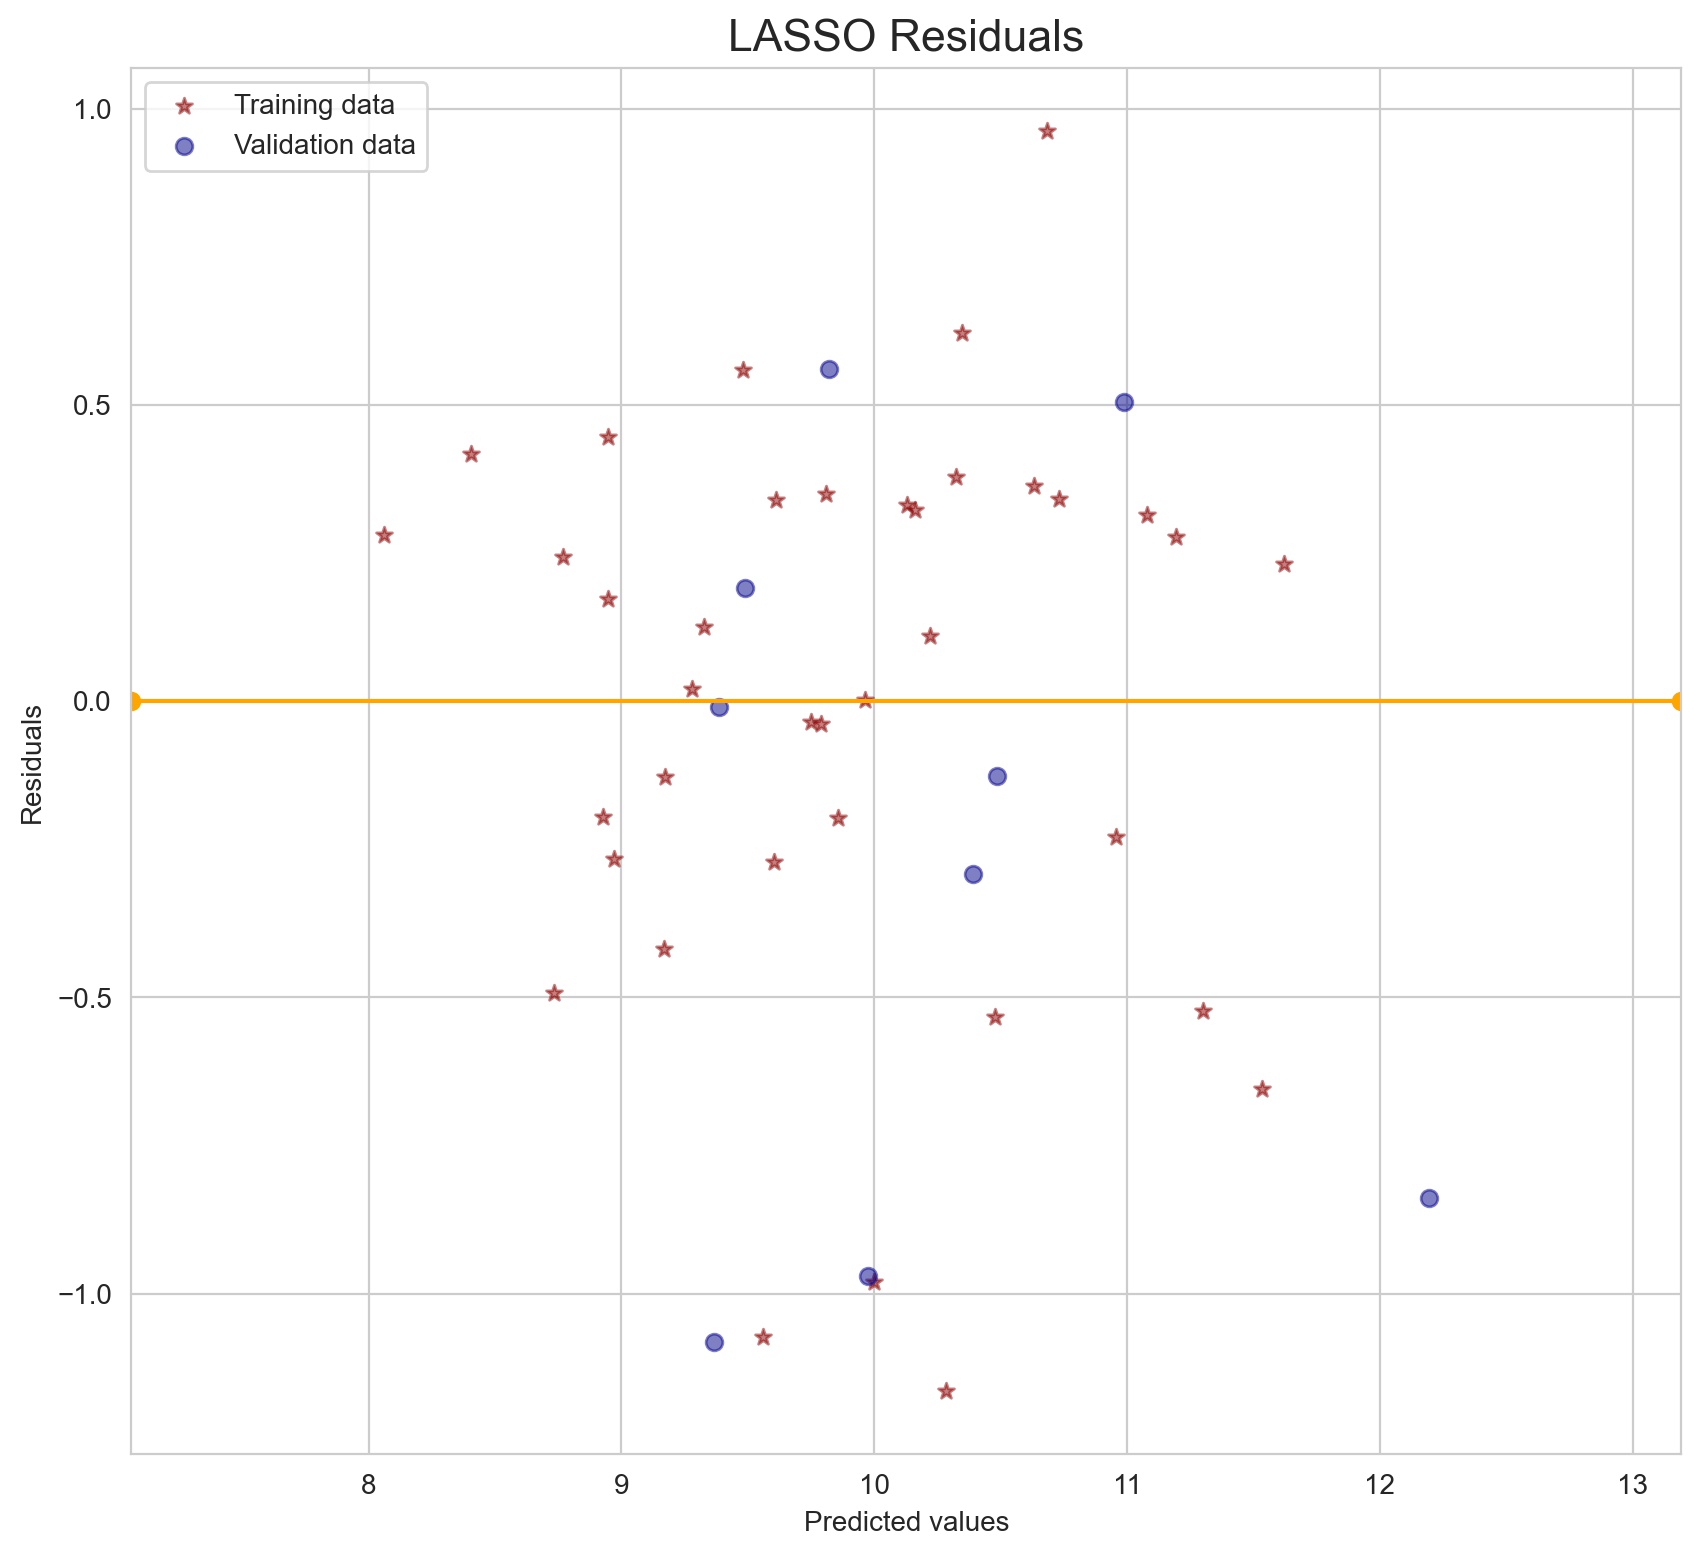 LASSO Residuals
Training data
Validation data
1.0
0.5
0.0
−0.5
−1.0
Residuals
8 9 10 11 12 13
Predicted values